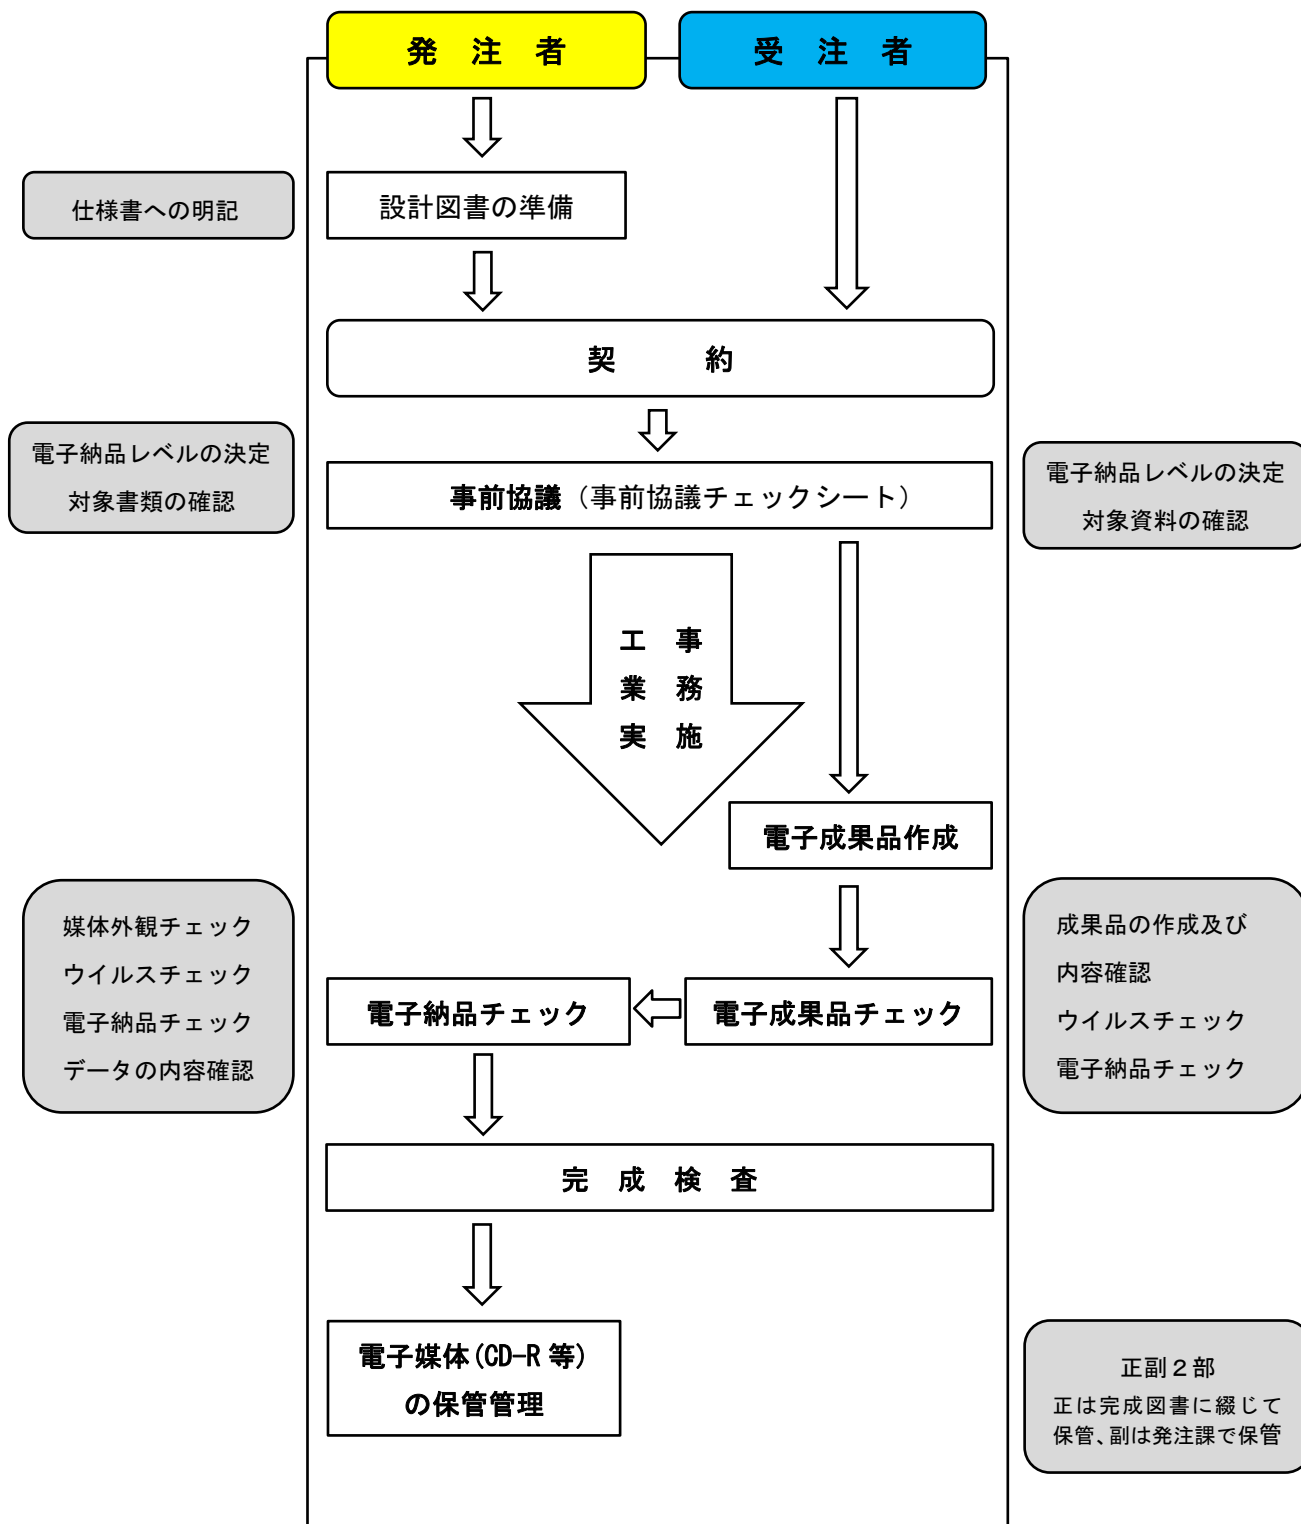 発 注 者
受 注 者
仕様書への明記
設計図書の準備
契 約
電子納品レベルの決定
対象書類の確認
事前協議（事前協議チェックシート）
電子納品レベルの決定
対象資料の確認
工 事
業 務
実 施
電子成果品作成
媒体外観チェック
ウイルスチェック
電子納品チェック
データの内容確認
電子納品チェック
電子成果品チェック
成果品の作成及び
内容確認
ウイルスチェック
電子納品チェック
完 成 検 査
電子媒体(CD-R 等)
の保管管理
正副２部
正は完成図書に綴じて
保管、副は発注課で保管